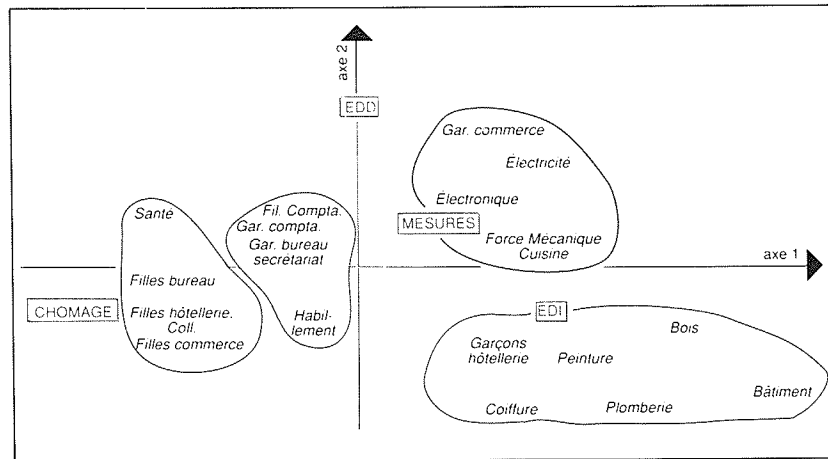 axe 2
EDD
Gar. commerce
Électricité
Électronique
MESURES
Force Mécanique
Cuisine
axe 1
Santé
Fil. Compta.
Gar. compta.
Gar. bureau
secrétariat
Filles bureau
CHOMAGE
Filles hôtellerie.
Coll.
Filles commerce
Habil-
lement
EDI
Bois
Garçons
hôtellerie
Peinture
Bâtiment
Coiffure
Plomberie